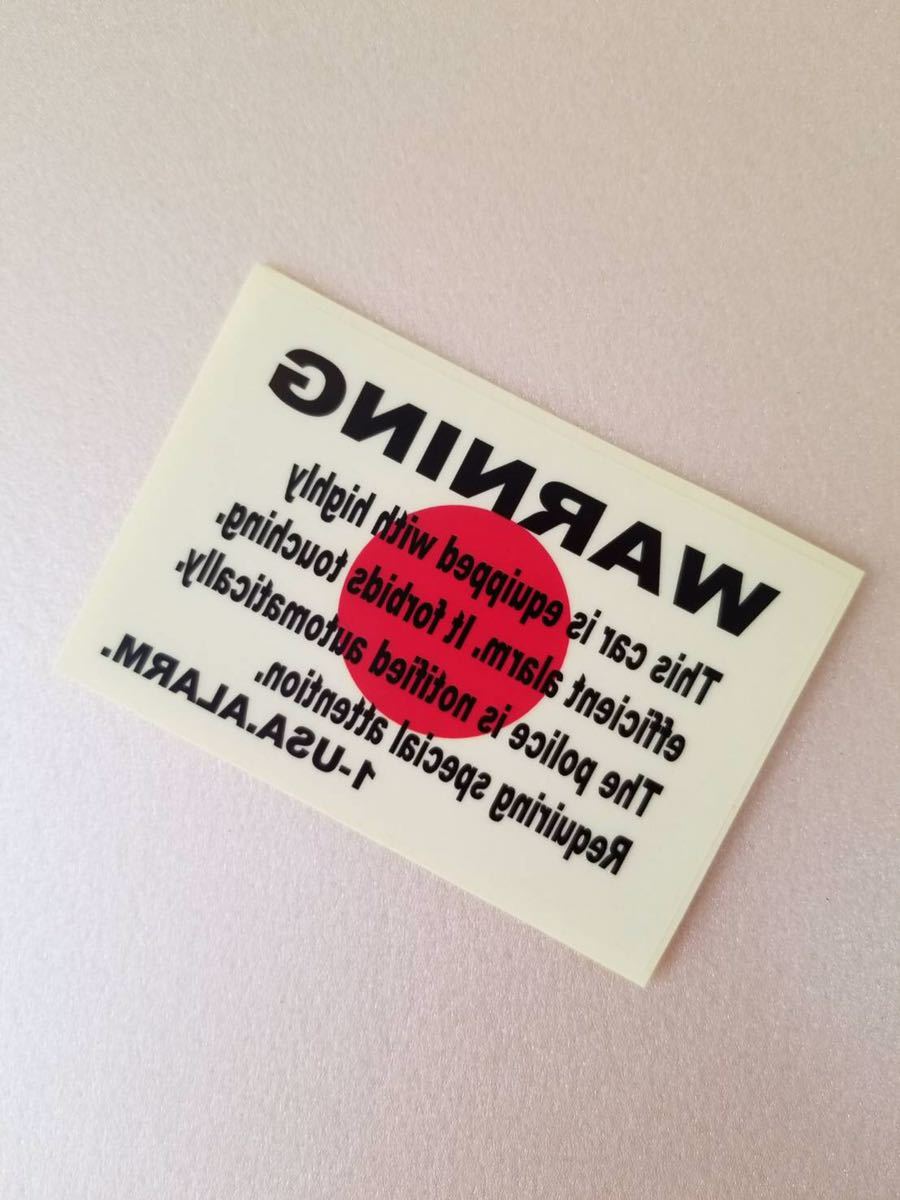 WARNING
This car is equipped with highly
efficient alarm. It forbids touching.
The police is notified automatically.
Requiring special attention.
1-USA.ALARM.